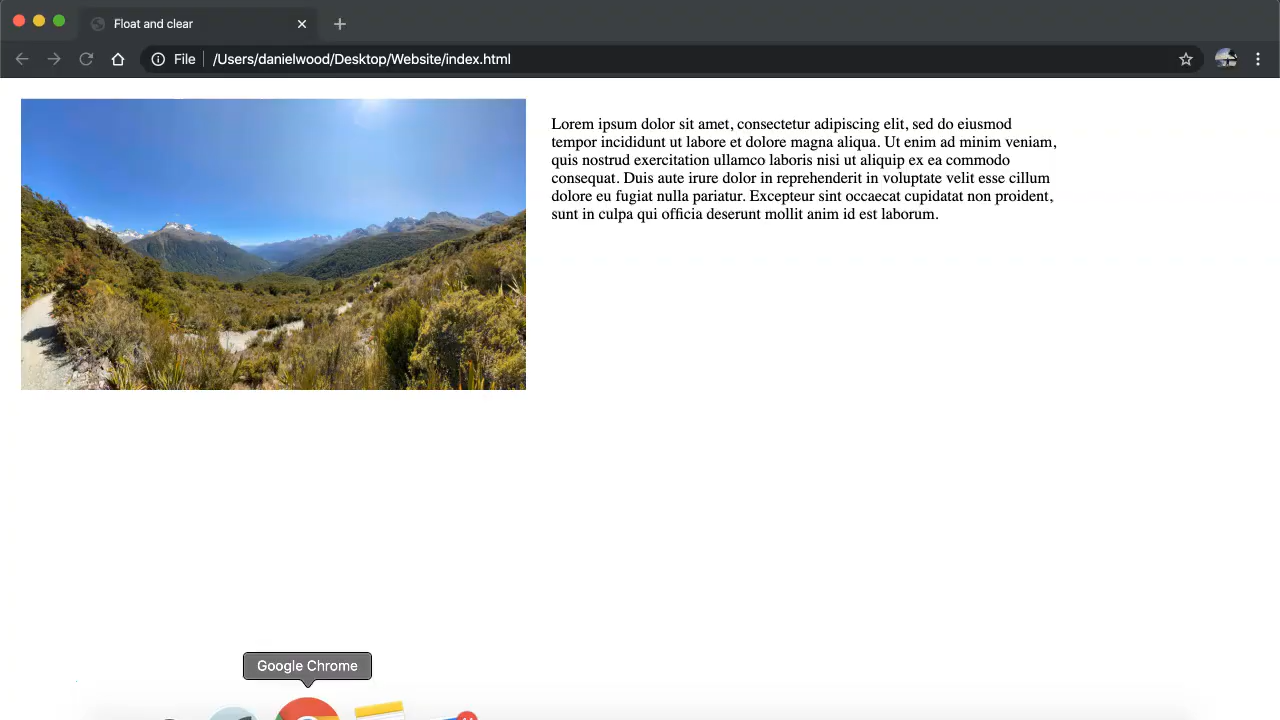 Float and clear
File
/Users/danielwood/Desktop/Website/index.html
Lorem ipsum dolor sit amet, consectetur adipiscing elit, sed do eiusmod
tempor incididunt ut labore et dolore magna aliqua. Ut enim ad minim veniam,
quis nostrud exercitation ullamco laboris nisi ut aliquip ex ea commodo
consequat. Duis aute irure dolor in reprehenderit in voluptate velit esse cillum
dolore eu fugiat nulla pariatur. Excepteur sint occaecat cupidatat non proident,
sunt in culpa qui officia deserunt mollit anim id est laborum.
Google Chrome